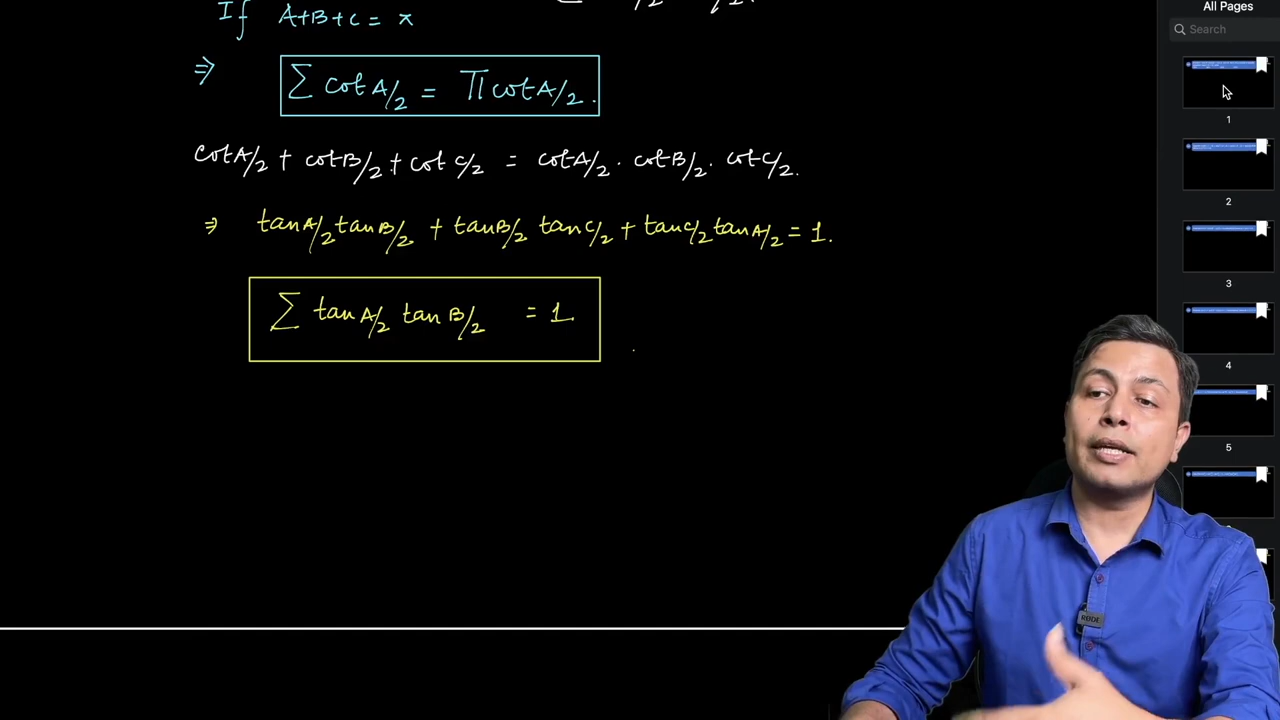 If A+B+C = π
⇒ ∑ cot A/2 = ∏ cot A/2.
cot A/2 + cot B/2 + cot C/2 = cot A/2 · cot B/2 · cot C/2.
⇒ tan A/2 tan B/2 + tan B/2 tan C/2 + tan C/2 tan A/2 = 1.
∑ tan A/2 tan B/2 = 1
All Pages
Search
1
2
3
4
5
RODE